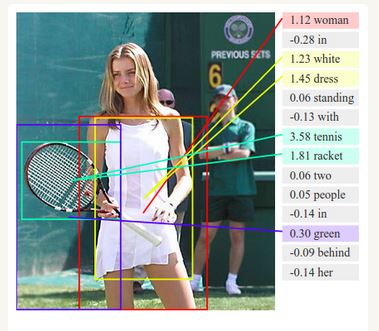 PREVIOUS SETS
6
1.12 woman
-0.28 in
1.23 white
1.45 dress
0.06 standing
-0.13 with
3.58 tennis
1.81 racket
0.06 two
0.05 people
-0.14 in
0.30 green
-0.09 behind
-0.14 her